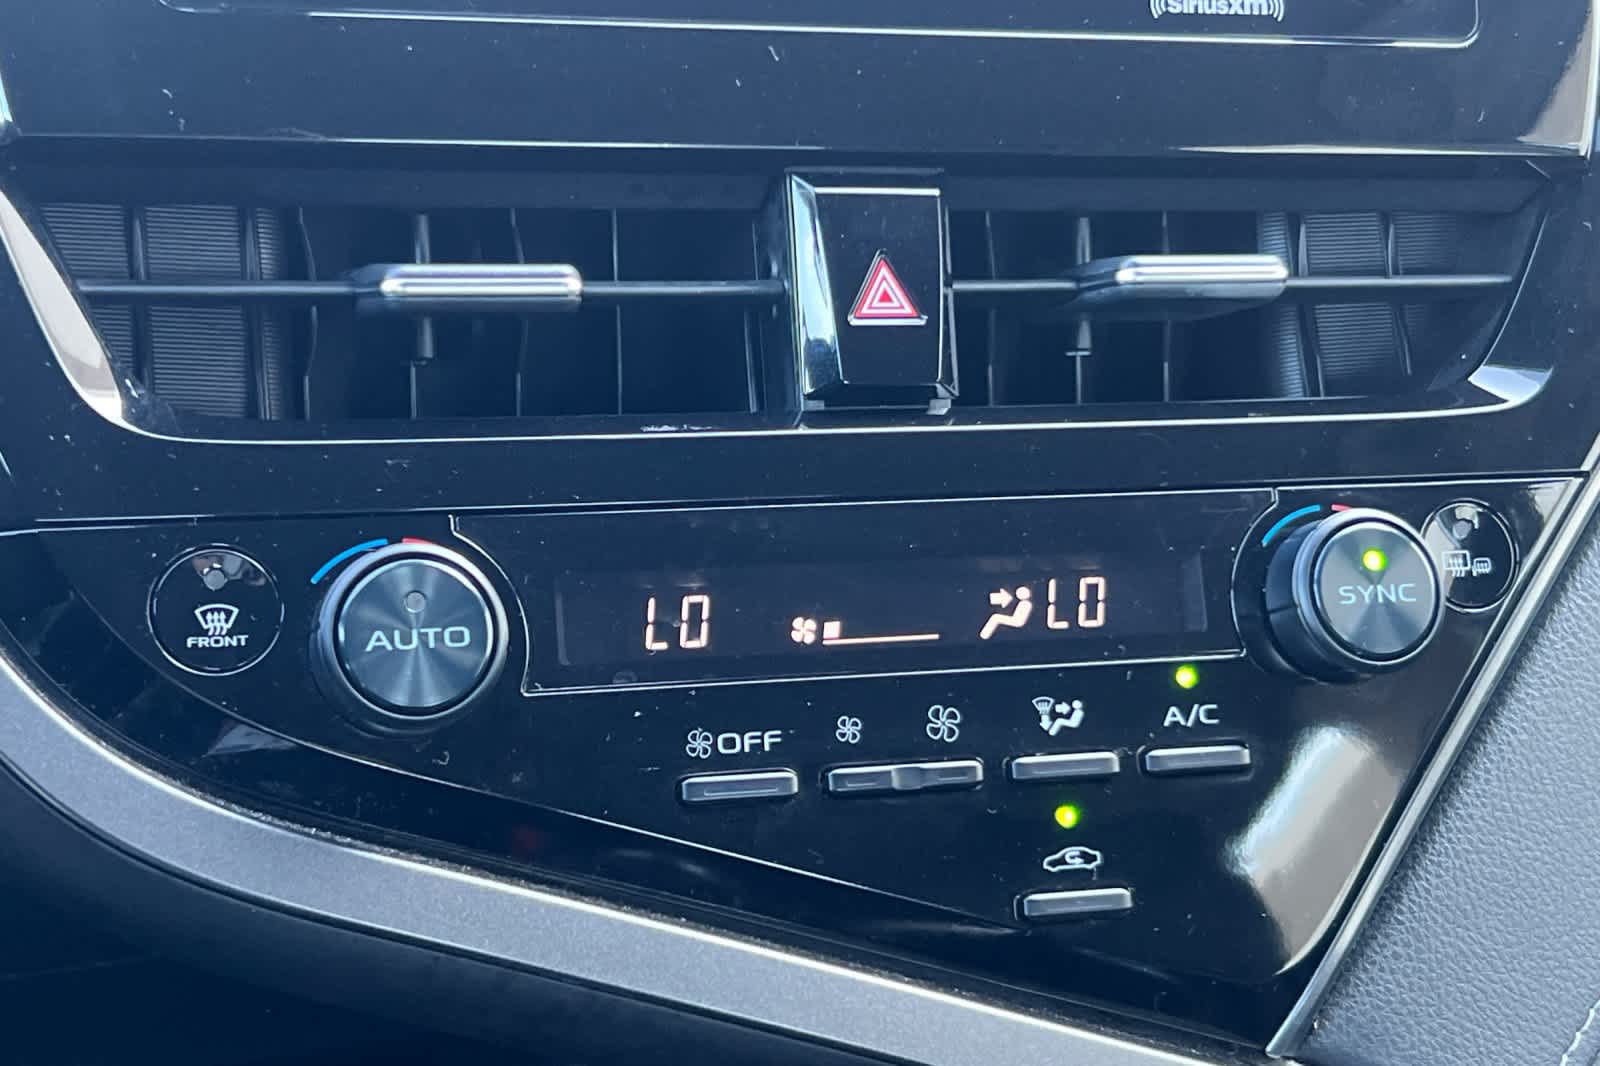 ((SiriusXM))
FRONT
AUTO
LO
LO
SYNC
OFF
A/C